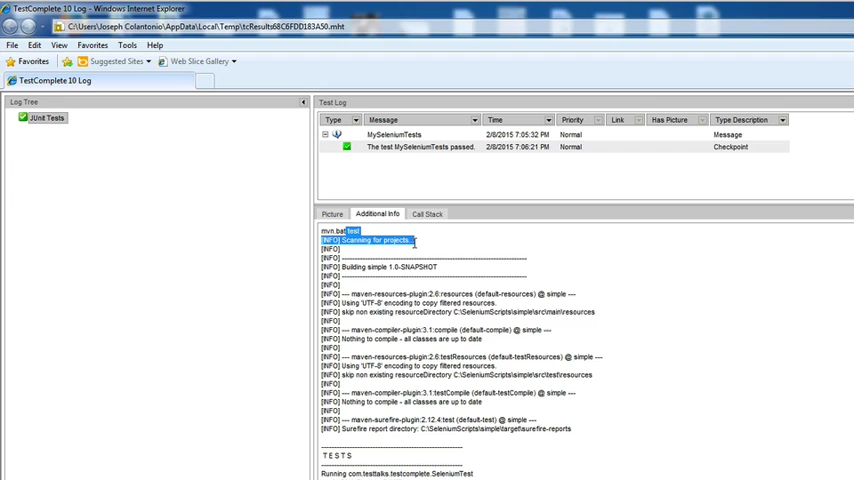 TestComplete 10 Log - Windows Internet Explorer
C:\Users\Joseph Colantonio\AppData\Local\Temp\tcResults68C6FDD183A50.mht
File Edit View Favorites Tools Help
Favorites Suggested Sites Web Slice Gallery
TestComplete 10 Log
Log Tree
JUnit Tests
Test Log
Type Message Time Priority Link Has Picture Type Description
MySeleniumTests 2/8/2015 7:05:32 PM Normal Message
The test MySeleniumTests passed. 2/8/2015 7:06:21 PM Normal Checkpoint
Picture Additional Info Call Stack
mvn.bat test
[INFO] Scanning for projects...
[INFO]
[INFO] ------------------------------------------------------------------------
[INFO] Building simple 1.0-SNAPSHOT
[INFO] ------------------------------------------------------------------------
[INFO]
[INFO] --- maven-resources-plugin:2.6:resources (default-resources) @ simple ---
[INFO] Using 'UTF-8' encoding to copy filtered resources.
[INFO] skip non existing resourceDirectory C:\SeleniumScripts\simple\src\main\resources
[INFO]
[INFO] --- maven-compiler-plugin:3.1:compile (default-compile) @ simple ---
[INFO] Nothing to compile - all classes are up to date
[INFO]
[INFO] --- maven-resources-plugin:2.6:testResources (default-testResources) @ simple ---
[INFO] Using 'UTF-8' encoding to copy filtered resources.
[INFO] skip non existing resourceDirectory C:\SeleniumScripts\simple\src\test\resources
[INFO]
[INFO] --- maven-compiler-plugin:3.1:testCompile (default-testCompile) @ simple ---
[INFO] Nothing to compile - all classes are up to date
[INFO]
[INFO] --- maven-surefire-plugin:2.12.4:test (default-test) @ simple ---
[INFO] Surefire report directory: C:\SeleniumScripts\simple\target\surefire-reports
-------------------------------------------------------
T E S T S
-------------------------------------------------------
Running com.testtalks.testcomplete.SeleniumTest